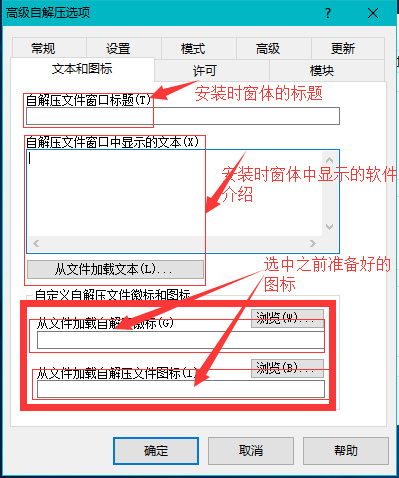 高级自解压选项
常规 设置 模式 高级 更新
文本和图标 许可 模块
自解压文件窗口标题(T)
安装时窗体的标题
自解压文件窗口中显示的文本(X)
安装时窗体中显示的软件
介绍
从文件加载文本(L)...
选中之前准备好的
图标
自定义自解压文件徽标和图标
从文件加载自解压徽标(G)
浏览(W)...
从文件加载自解压文件图标(I)
浏览(B)...
确定 取消 帮助